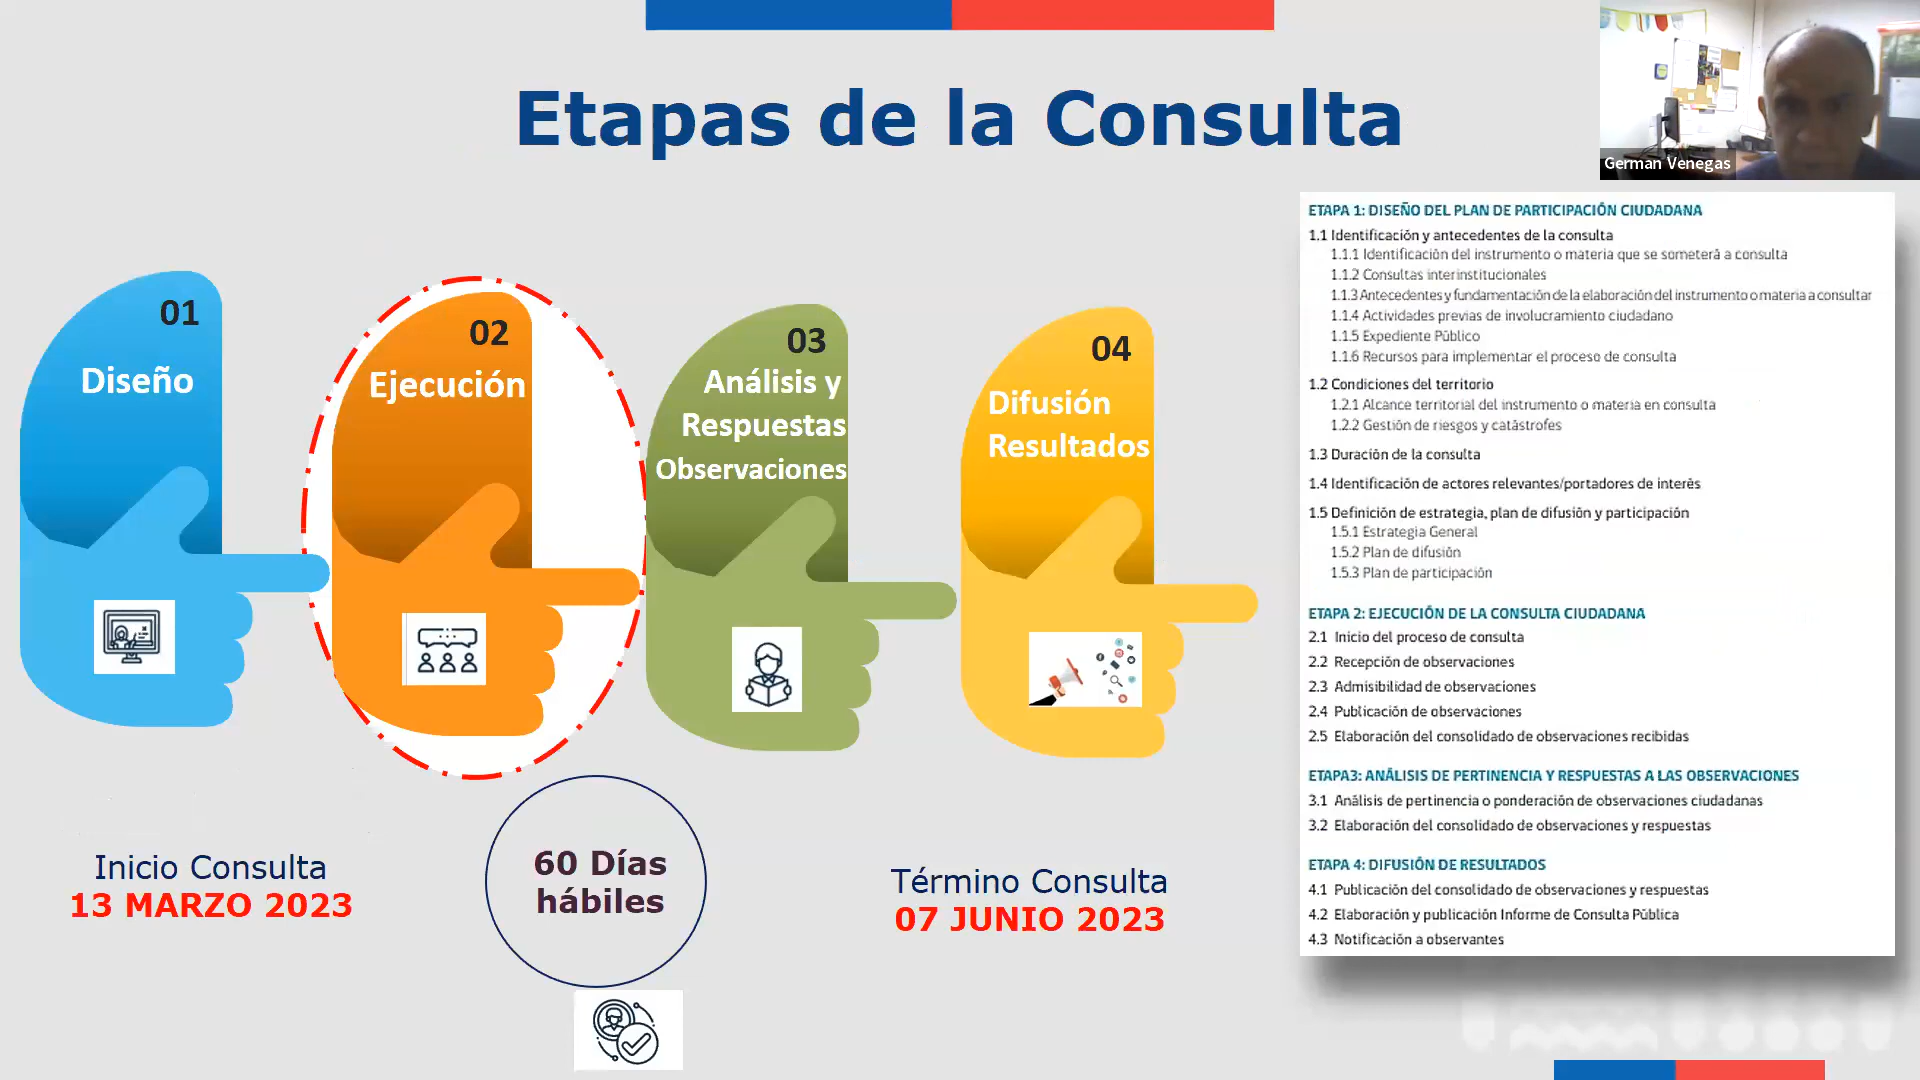 Etapas de la Consulta
German Venegas
01
Diseño
02
Ejecución
03
Análisis y
Respuestas
Observaciones
04
Difusión
Resultados
Inicio Consulta
13 MARZO 2023
60 Días
hábiles
Término Consulta
07 JUNIO 2023
ETAPA 1: DISEÑO DEL PLAN DE PARTICIPACIÓN CIUDADANA
1.1 Identificación y antecedentes de la consulta
1.1.1 Identificación del instrumento o materia que se someterá a consulta
1.1.2 Consultas interinstitucionales
1.1.3 Antecedentes y fundamentación de la elaboración del instrumento o materia a consultar
1.1.4 Actividades previas de involucramiento ciudadano
1.1.5 Expediente Público
1.1.6 Recursos para implementar el proceso de consulta
1.2 Condiciones del territorio
1.2.1 Alcance territorial del instrumento o materia en consulta
1.2.2 Gestión de riesgos y catástrofes
1.3 Duración de la consulta
1.4 Identificación de actores relevantes/portadores de interés
1.5 Definición de estrategia, plan de difusión y participación
1.5.1 Estrategia General
1.5.2 Plan de difusión
1.5.3 Plan de participación
ETAPA 2: EJECUCIÓN DE LA CONSULTA CIUDADANA
2.1 Inicio del proceso de consulta
2.2 Recepción de observaciones
2.3 Admisibilidad de observaciones
2.4 Publicación de observaciones
2.5 Elaboración del consolidado de observaciones recibidas
ETAPA3: ANÁLISIS DE PERTINENCIA Y RESPUESTAS A LAS OBSERVACIONES
3.1 Análisis de pertinencia o ponderación de observaciones ciudadanas
3.2 Elaboración del consolidado de observaciones y respuestas
ETAPA 4: DIFUSIÓN DE RESULTADOS
4.1 Publicación del consolidado de observaciones y respuestas
4.2 Elaboración y publicación Informe de Consulta Pública
4.3 Notificación a observantes